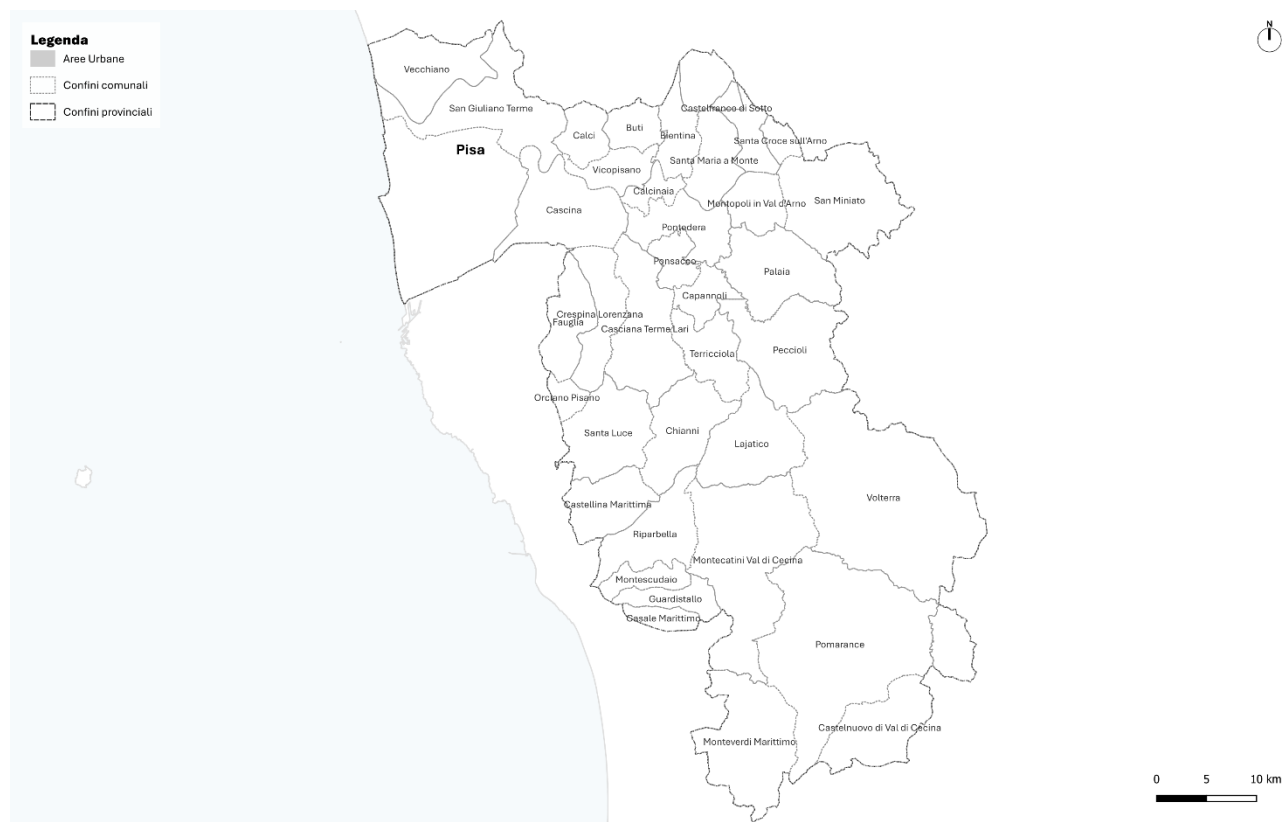 Legenda
Aree Urbane
Confini comunali
Confini provinciali
N
Vecchiano
San Giuliano Terme
Castelfranco di Sotto
Calci
Buti
Bientina
Santa Croce sull'Arno
Pisa
Santa Maria a Monte
Vicopisano
Calcinaia
San Miniato
Montopoli in Val d'Arno
Cascina
Pontedera
Ponsacco
Palaia
Capannoli
Crespina Lorenzana
Fauglia
Casciana Terme Lari
Terricciola
Peccioli
Orciano Pisano
Santa Luce
Chianni
Lajatico
Volterra
Castellina Marittima
Riparbella
Montecatini Val di Cecina
Montescudaio
Guardistallo
Casale Marittimo
Pomarance
Castelnuovo di Val di Cecina
Monteverdi Marittimo
0 5 10 km